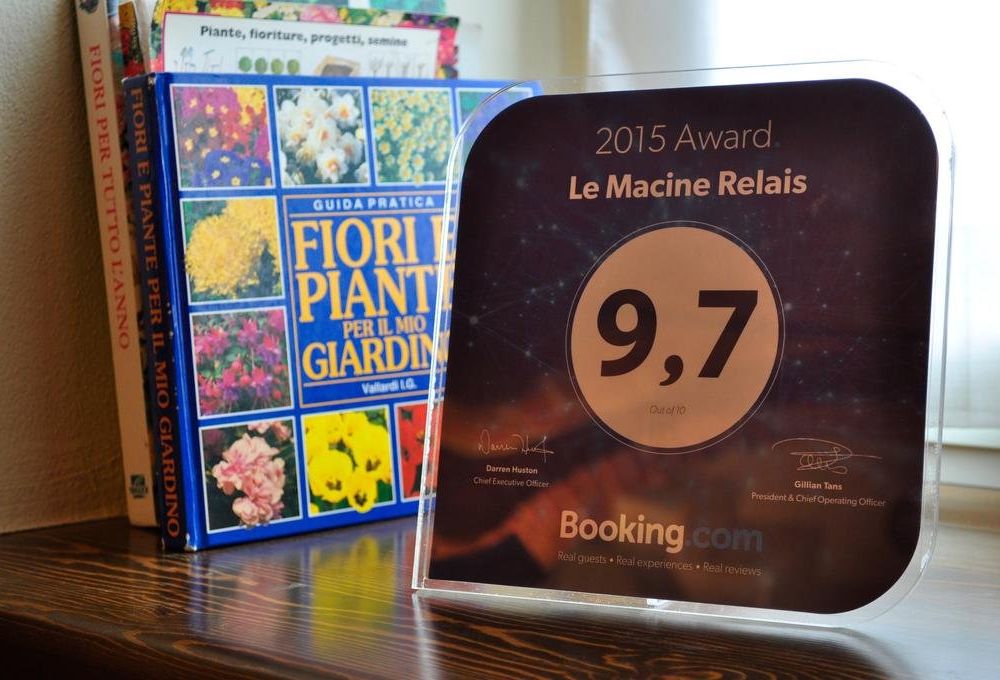 FIORI PER TUTTO L'ANNO
FIORI E PIANTE PER IL MIO GIARDINO
Piante, fioriture, progetti, semine
GUIDA PRATICA
FIORI
PIANT
PER IL MIO
GIARDIN
Vallardi I.G.
2015 Award
Le Macine Relais
9,7
Out of 10
Darren Huston
Chief Executive Officer
Gillian Tans
President & Chief Operating Officer
Booking.com
Real guests • Real experiences • Real reviews